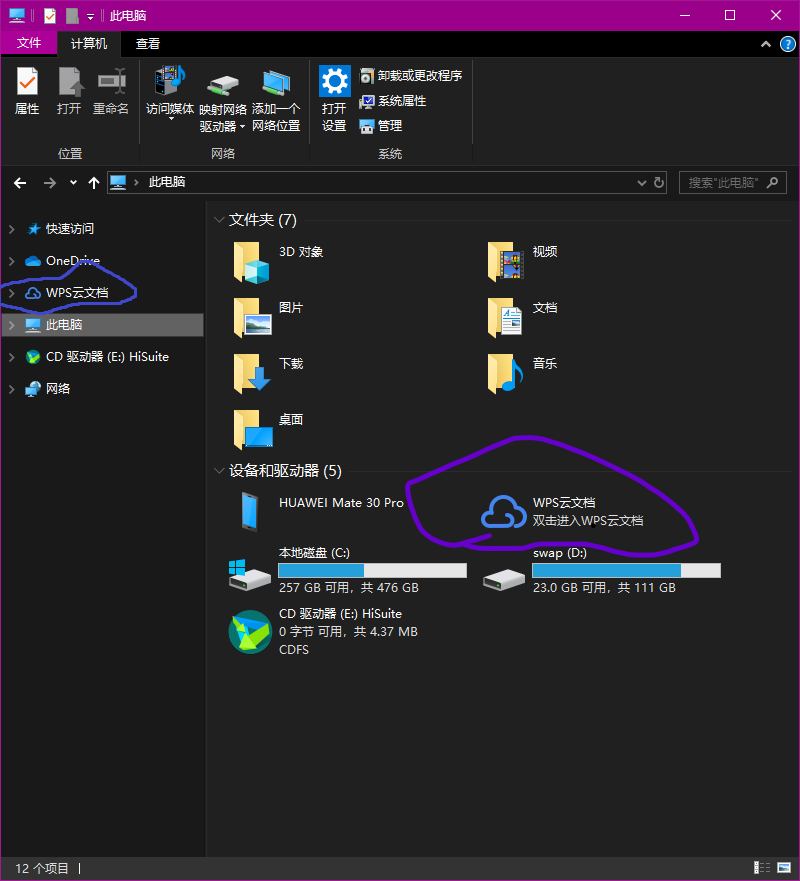 此电脑
文件 计算机 查看
属性 打开 重命名
位置
访问媒体 映射网络驱动器 添加一个网络位置
网络
打开设置
卸载或更改程序
系统属性
管理
系统
此电脑
搜索"此电脑"
快速访问
OneDrive
WPS云文档
此电脑
CD 驱动器 (E:) HiSuite
网络
文件夹 (7)
3D 对象
视频
图片
文档
下载
音乐
桌面
设备和驱动器 (5)
HUAWEI Mate 30 Pro
WPS云文档
双击进入WPS云文档
本地磁盘 (C:)
257 GB 可用，共 476 GB
swap (D:)
23.0 GB 可用，共 111 GB
CD 驱动器 (E:) HiSuite
0 字节 可用，共 4.37 MB
CDFS
12 个项目